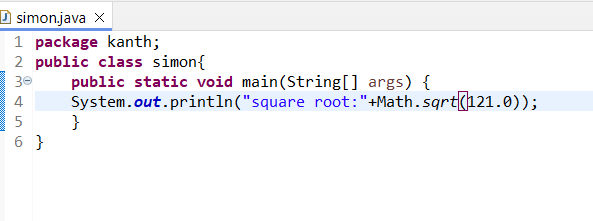 simon.java
1 package kanth;
2 public class simon{
3     public static void main(String[] args) {
4     System.out.println("square root:"+Math.sqrt(121.0));
5     }
6 }